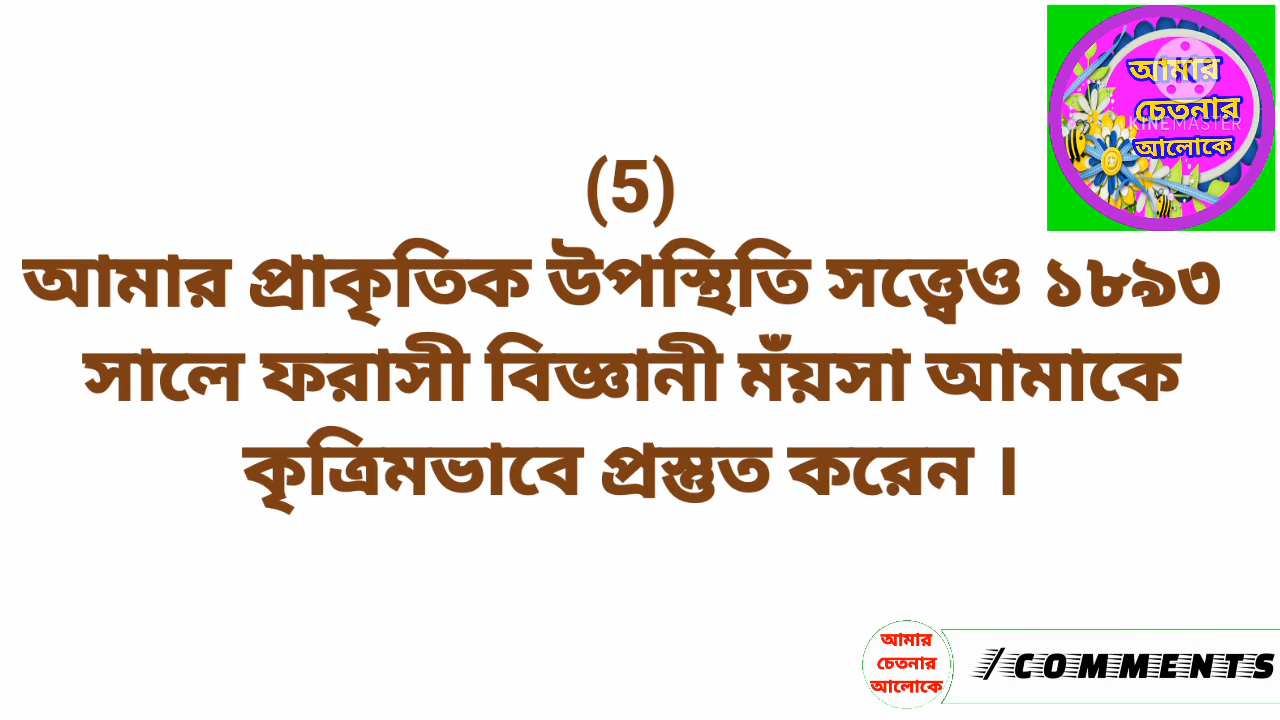 আমার
চেতনার
KINEMASTER
আলোকে
(5)
আমার প্রাকৃতিক উপস্থিতি সত্ত্বেও ১৮৯৩
সালে ফরাসী বিজ্ঞানী মঁয়সা আমাকে
কৃত্রিমভাবে প্রস্তুত করেন ।
আমার
চেতনার
আলোকে
/COMMENTS